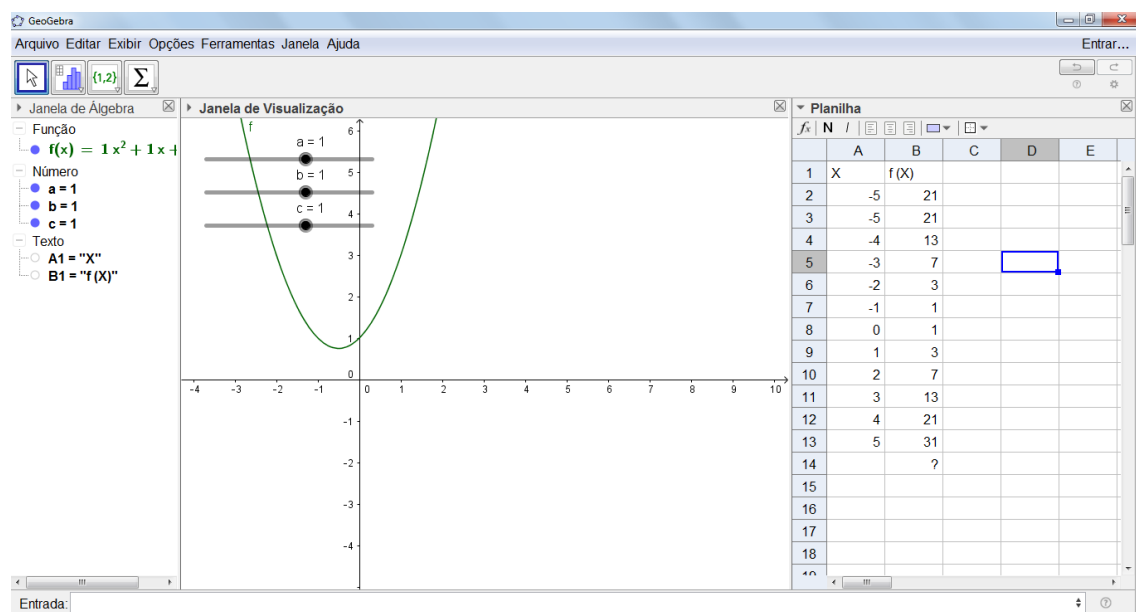 GeoGebra
Arquivo Editar Exibir Opções Ferramentas Janela Ajuda
Entrar...
{1,2} Σ
Janela de Álgebra
Função
f(x) = 1 x² + 1 x +
Número
a = 1
b = 1
c = 1
Texto
A1 = "X"
B1 = "f (X)"
Janela de Visualização
f
a = 1
b = 1
c = 1
6
5
4
3
2
1
0
-4 -3 -2 -1 0 1 2 3 4 5 6 7 8 9 10
-1
-2
-3
-4
Planilha
fx N I
A B C D E
1 X f (X)
2 -5 21
3 -5 21
4 -4 13
5 -3 7
6 -2 3
7 -1 1
8 0 1
9 1 3
10 2 7
11 3 13
12 4 21
13 5 31
14 ?
15
16
17
18
Entrada: